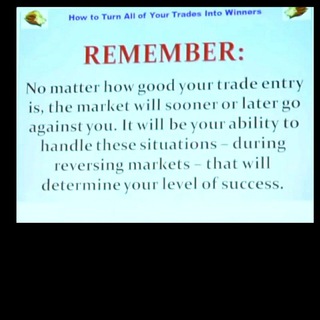 How to Turn All of Your Trades Into Winners
REMEMBER:
No matter how good your trade entry
is, the market will sooner or later go
against you. It will be your ability to
handle these situations – during
reversing markets – that will
determine your level of success.